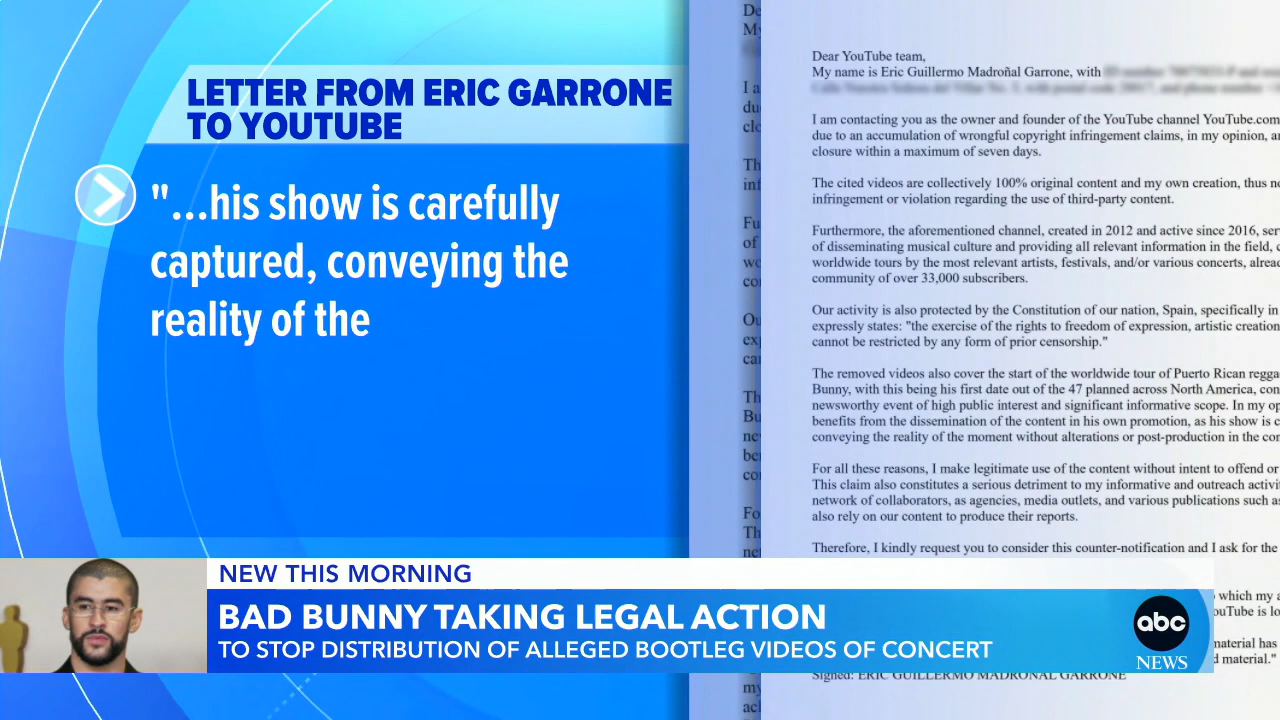 LETTER FROM ERIC GARRONE
TO YOUTUBE
"...his show is carefully
captured, conveying the
reality of the
Dear YouTube team,
My name is Eric Guillermo Madroñal Garrone, with
I am contacting you as the owner and founder of the YouTube channel YouTube.com
due to an accumulation of wrongful copyright infringement claims, in my opinion,
closure within a maximum of seven days.
The cited videos are collectively 100% original content and my own creation, thus
infringement or violation regarding the use of third-party content.
Furthermore, the aforementioned channel, created in 2012 and active since 2016,
of disseminating musical culture and providing all relevant information in the field,
worldwide tours by the most relevant artists, festivals, and/or various concerts,
community of over 33,000 subscribers.
Our activity is also protected by the Constitution of our nation, Spain, specifically in
expressly states: "the exercise of the rights to freedom of expression, artistic creation
cannot be restricted by any form of prior censorship."
The removed videos also cover the start of the worldwide tour of Puerto Rican
Bunny, with this being his first date out of the 47 planned across North America,
newsworthy event of high public interest and significant informative scope. In my
benefits from the dissemination of the content in his own promotion, as his show is
conveying the reality of the moment without alterations or post-production in the
For all these reasons, I make legitimate use of the content without intent to offend or
This claim also constitutes a serious detriment to my informative and outreach
network of collaborators, as agencies, media outlets, and various publications such
also rely on our content to produce their reports.
Therefore, I kindly request you to consider this counter-notification and I ask for the
which my
YouTube is
material has
material."
Signed: ERIC GUILLERMO MADROÑAL GARRONE
NEW THIS MORNING
BAD BUNNY TAKING LEGAL ACTION
TO STOP DISTRIBUTION OF ALLEGED BOOTLEG VIDEOS OF CONCERT
abc
NEWS